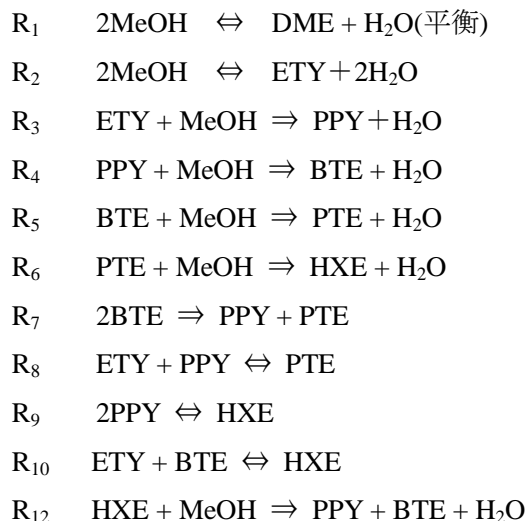 R₁ 2MeOH ⇔ DME + H₂O(平衡)
R₂ 2MeOH ⇔ ETY＋2H₂O
R₃ ETY + MeOH ⇒ PPY＋H₂O
R₄ PPY + MeOH ⇒ BTE + H₂O
R₅ BTE + MeOH ⇒ PTE + H₂O
R₆ PTE + MeOH ⇒ HXE + H₂O
R₇ 2BTE ⇒ PPY + PTE
R₈ ETY + PPY ⇔ PTE
R₉ 2PPY ⇔ HXE
R₁₀ ETY + BTE ⇔ HXE
R₁₂ HXE + MeOH ⇒ PPY + BTE + H₂O